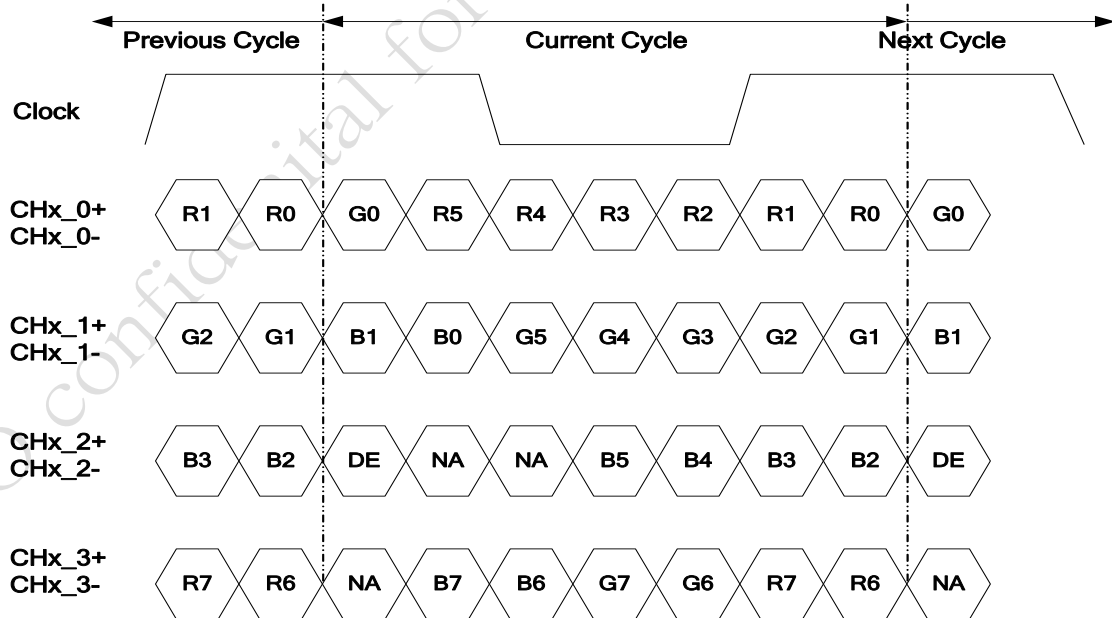 Previous Cycle Current Cycle Next Cycle
Clock
CHx_0+ R1 R0 G0 R5 R4 R3 R2 R1 R0 G0
CHx_0-
CHx_1+ G2 G1 B1 B0 G5 G4 G3 G2 G1 B1
CHx_1-
CHx_2+ B3 B2 DE NA NA B5 B4 B3 B2 DE
CHx_2-
CHx_3+ R7 R6 NA B7 B6 G7 G6 R7 R6 NA
CHx_3-
confidential for